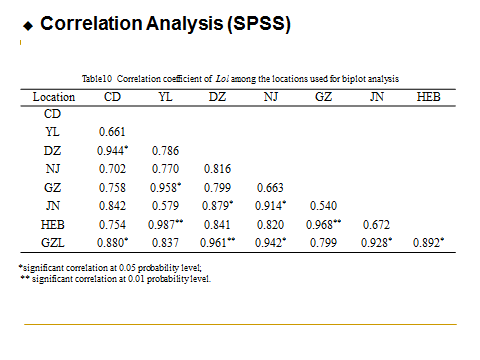 ◆ Correlation Analysis (SPSS)
Table10 Correlation coefficient of Loi among the locations used for biplot analysis
Location CD YL DZ NJ GZ JN HEB
CD
YL 0.661
DZ 0.944* 0.786
NJ 0.702 0.770 0.816
GZ 0.758 0.958* 0.799 0.663
JN 0.842 0.579 0.879* 0.914* 0.540
HEB 0.754 0.987** 0.841 0.820 0.968** 0.672
GZL 0.880* 0.837 0.961** 0.942* 0.799 0.928* 0.892*
*significant correlation at 0.05 probability level;
** significant correlation at 0.01 probability level.